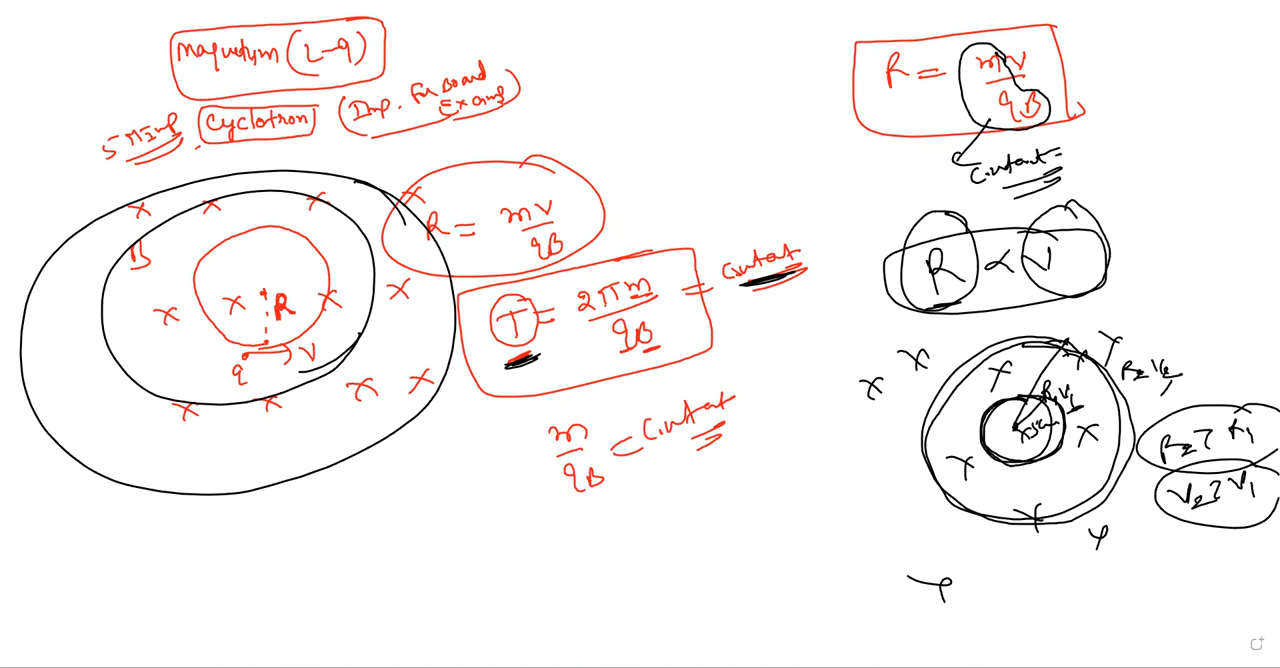 Magnetism (L-9)
5 Mimp Cyclotron (Imp. For Board Exams)
R = mv/qB
B
R
q v
T = 2πm/qB = Constant
m/qB = Constant
R = mv/qB
Constant
R ∝ V
R1 V1
R2 V2
R2 > R1
V2 > V1